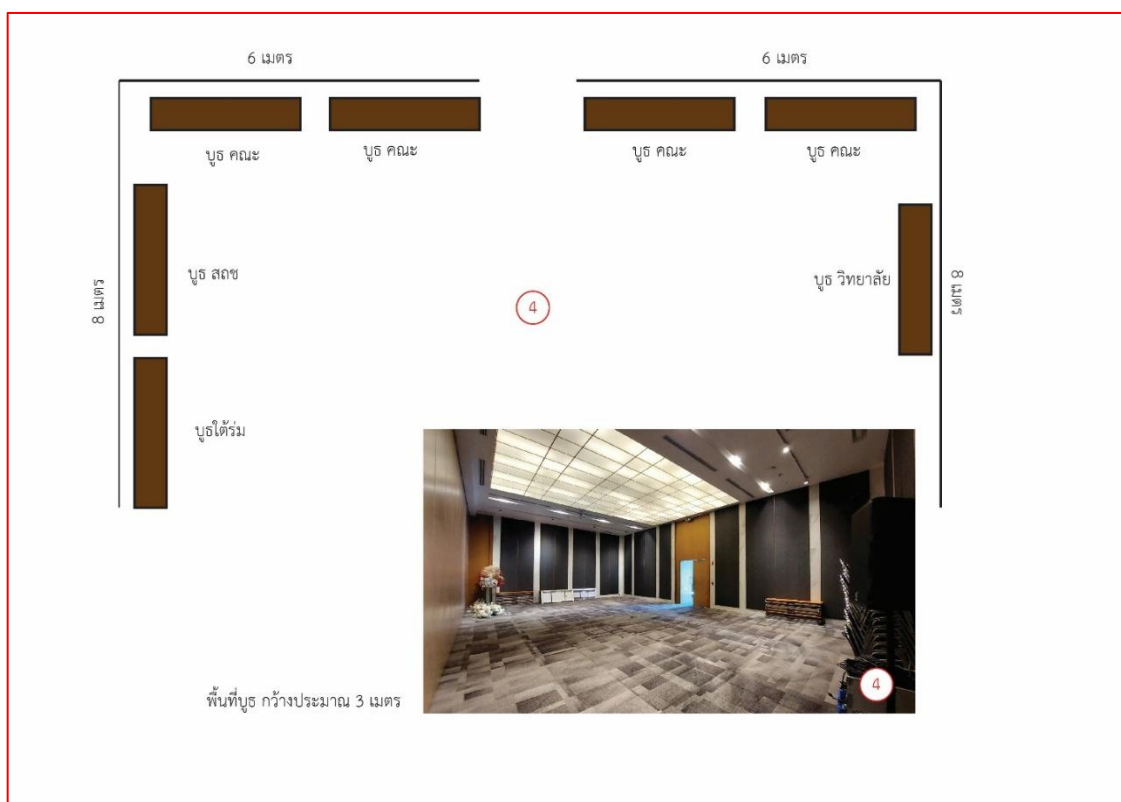 6 เมตร
6 เมตร
บูธ คณะ
บูธ คณะ
บูธ คณะ
บูธ คณะ
8 เมตร
บูธ สถช
4
บูธ วิทยาลัย
8 เมตร
บูธใต้ร่ม
4
พื้นที่บูธ กว้างประมาณ 3 เมตร